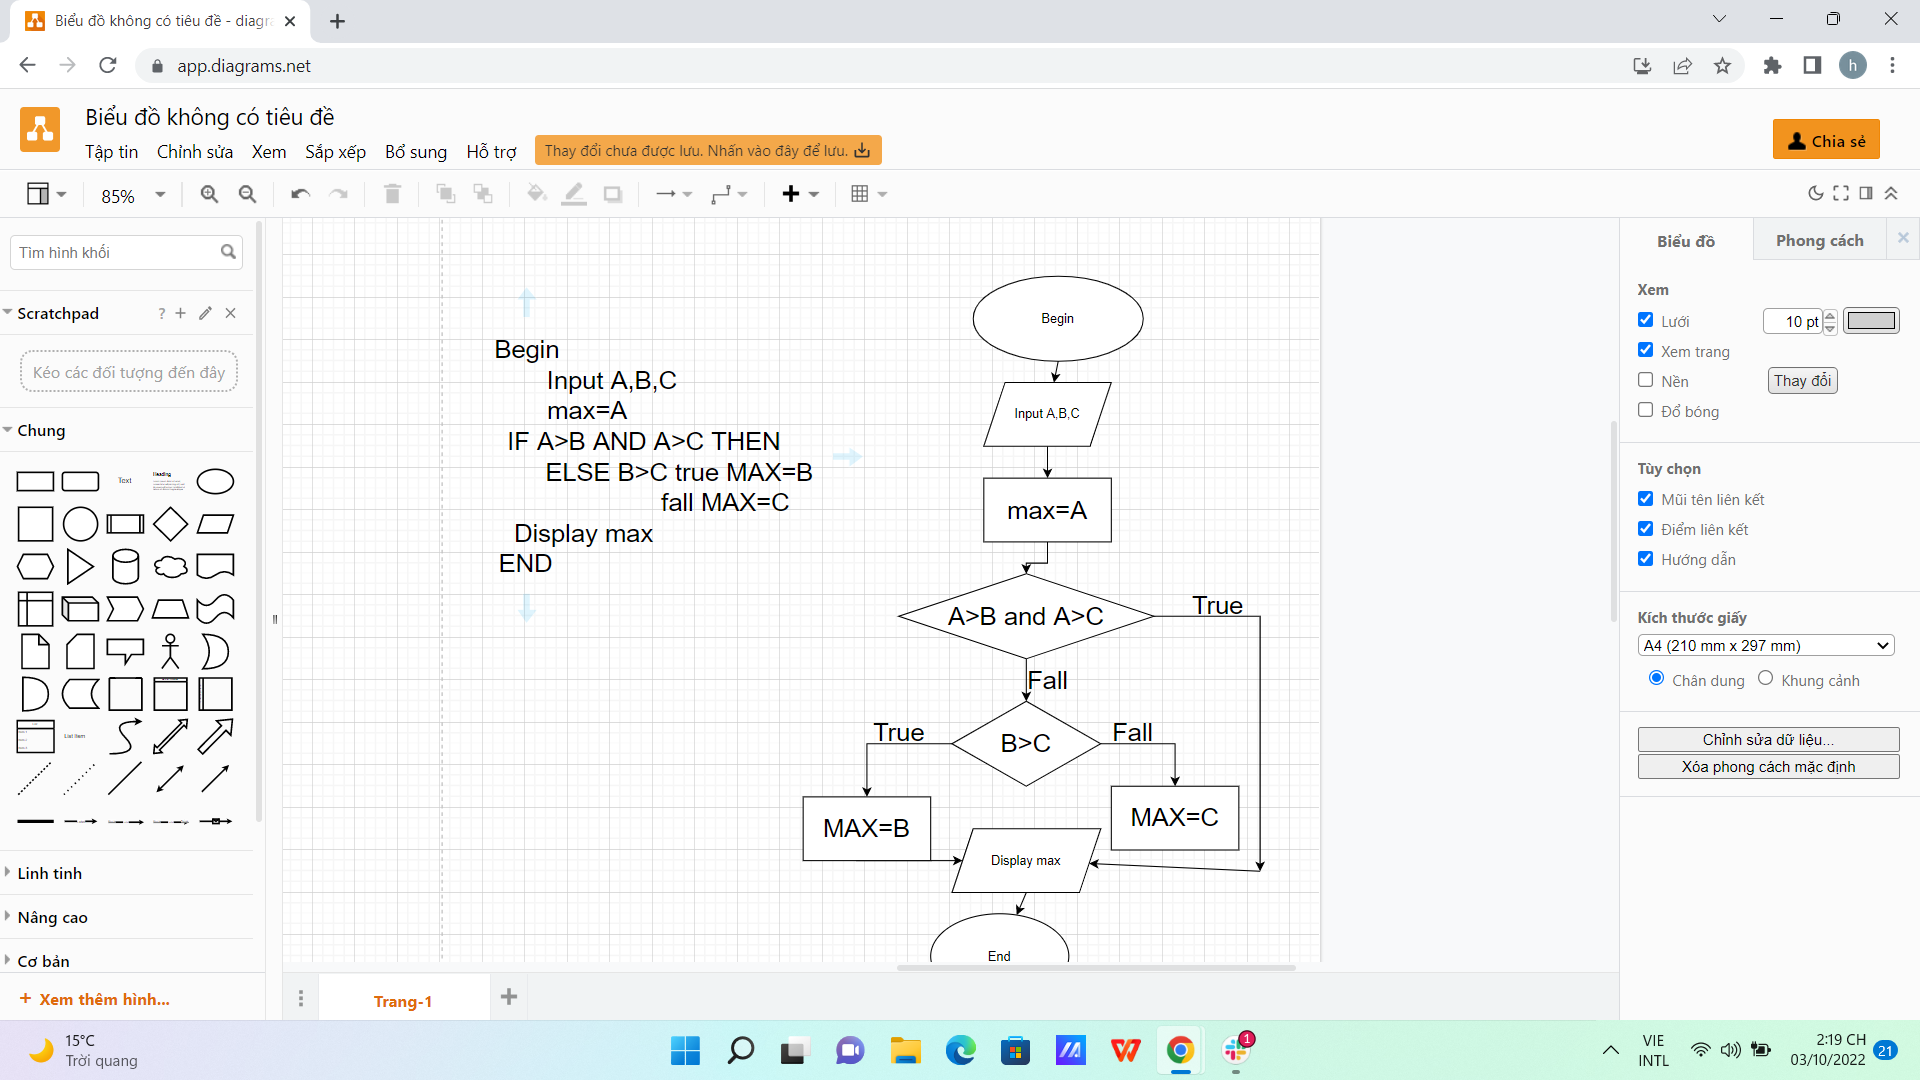 Biểu đồ không có tiêu đề - diagr
app.diagrams.net
h
Biểu đồ không có tiêu đề
Tập tin Chỉnh sửa Xem Sắp xếp Bổ sung Hỗ trợ
Thay đổi chưa được lưu. Nhấn vào đây để lưu.
Chia sẻ
85%
Tìm hình khối
Scratchpad
?
Kéo các đối tượng đến đây
Chung
Text
Heading
List Item
Linh tinh
Nâng cao
Cơ bản
+ Xem thêm hình...
Begin
Input A,B,C
max=A
IF A>B AND A>C THEN
ELSE B>C true MAX=B
fall MAX=C
Display max
END
Begin
Input A,B,C
max=A
A>B and A>C
True
Fall
True
B>C
Fall
MAX=B
MAX=C
Display max
End
Trang-1
Biểu đồ
Phong cách
Xem
Lưới
10 pt
Xem trang
Nền
Thay đổi
Đổ bóng
Tùy chọn
Mũi tên liên kết
Điểm liên kết
Hướng dẫn
Kích thước giấy
A4 (210 mm x 297 mm)
Chân dung
Khung cảnh
Chỉnh sửa dữ liệu...
Xóa phong cách mặc định
15°C
Trời quang
1
VIE
INTL
2:19 CH
03/10/2022
21